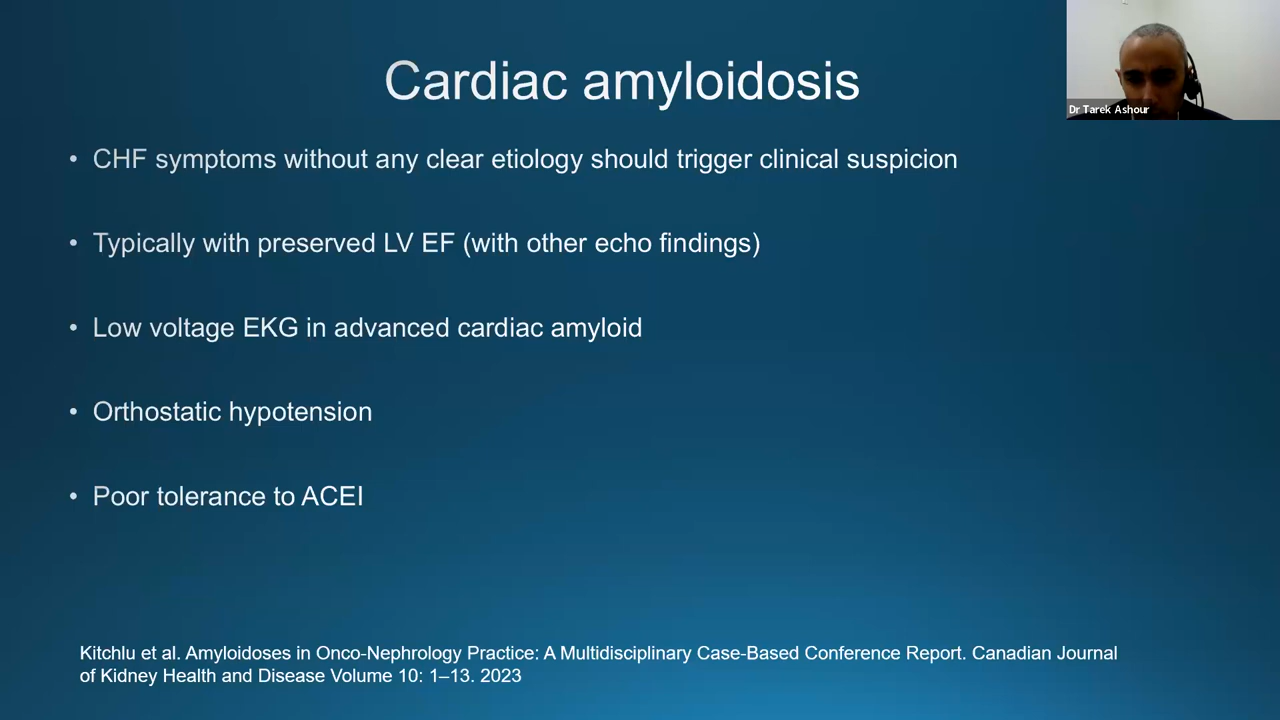 Cardiac amyloidosis
Dr Tarek Ashour
• CHF symptoms without any clear etiology should trigger clinical suspicion
• Typically with preserved LV EF (with other echo findings)
• Low voltage EKG in advanced cardiac amyloid
• Orthostatic hypotension
• Poor tolerance to ACEI
Kitchlu et al. Amyloidoses in Onco-Nephrology Practice: A Multidisciplinary Case-Based Conference Report. Canadian Journal
of Kidney Health and Disease Volume 10: 1–13. 2023